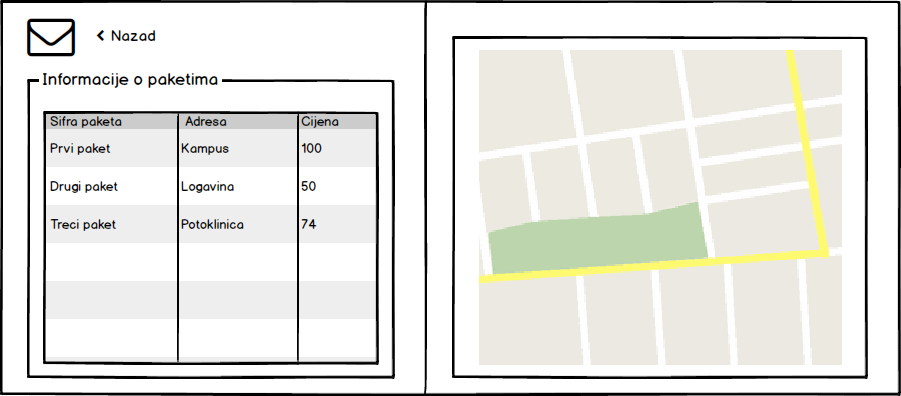 Nazad
Informacije o paketima
Sifra paketa Adresa Cijena
Prvi paket Kampus 100
Drugi paket Logavina 50
Treci paket Potoklinica 74